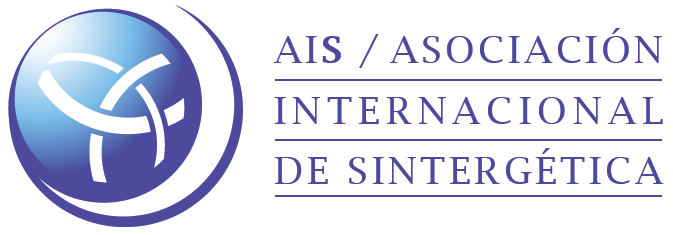 AIS / ASOCIACIÓN
INTERNACIONAL
DE SINTERGÉTICA